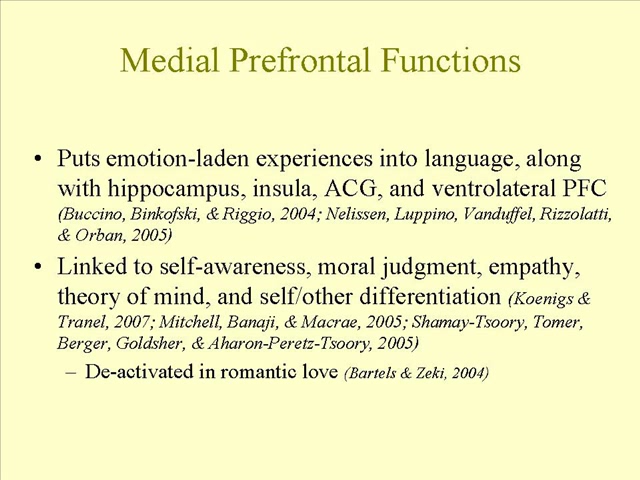 Medial Prefrontal Functions
• Puts emotion-laden experiences into language, along
with hippocampus, insula, ACG, and ventrolateral PFC
(Buccino, Binkofski, & Riggio, 2004; Nelissen, Luppino, Vanduffel, Rizzolatti,
& Orban, 2005)
• Linked to self-awareness, moral judgment, empathy,
theory of mind, and self/other differentiation (Koenigs &
Tranel, 2007; Mitchell, Banaji, & Macrae, 2005; Shamay-Tsoory, Tomer,
Berger, Goldsher, & Aharon-Peretz-Tsoory, 2005)
– De-activated in romantic love (Bartels & Zeki, 2004)